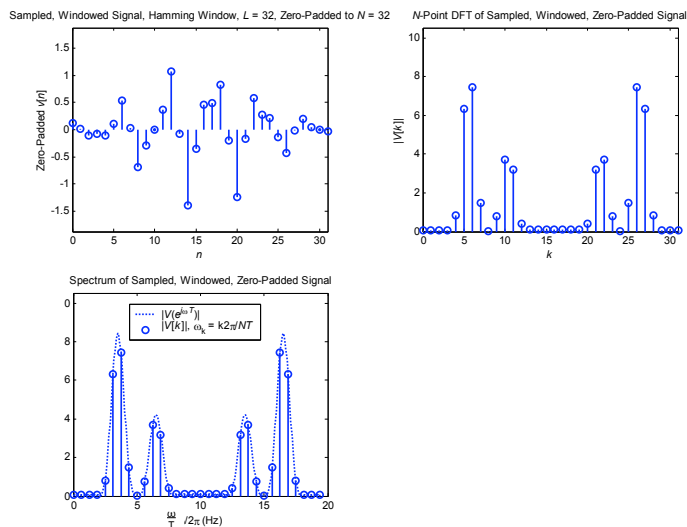 Sampled, Windowed Signal, Hamming Window, L = 32, Zero-Padded to N = 32
1.5
1
0.5
0
-0.5
-1
-1.5
Zero-Padded v[n]
0 5 10 15 20 25 30
n
N-Point DFT of Sampled, Windowed, Zero-Padded Signal
10
8
6
4
2
0
|V[k]|
0 5 10 15 20 25 30
k
Spectrum of Sampled, Windowed, Zero-Padded Signal
0
8
6
4
2
0
|V(e^{jωT})|
|V[k]|, ω_k = k2π/NT
0 5 10 15 20
ω/T /2π (Hz)